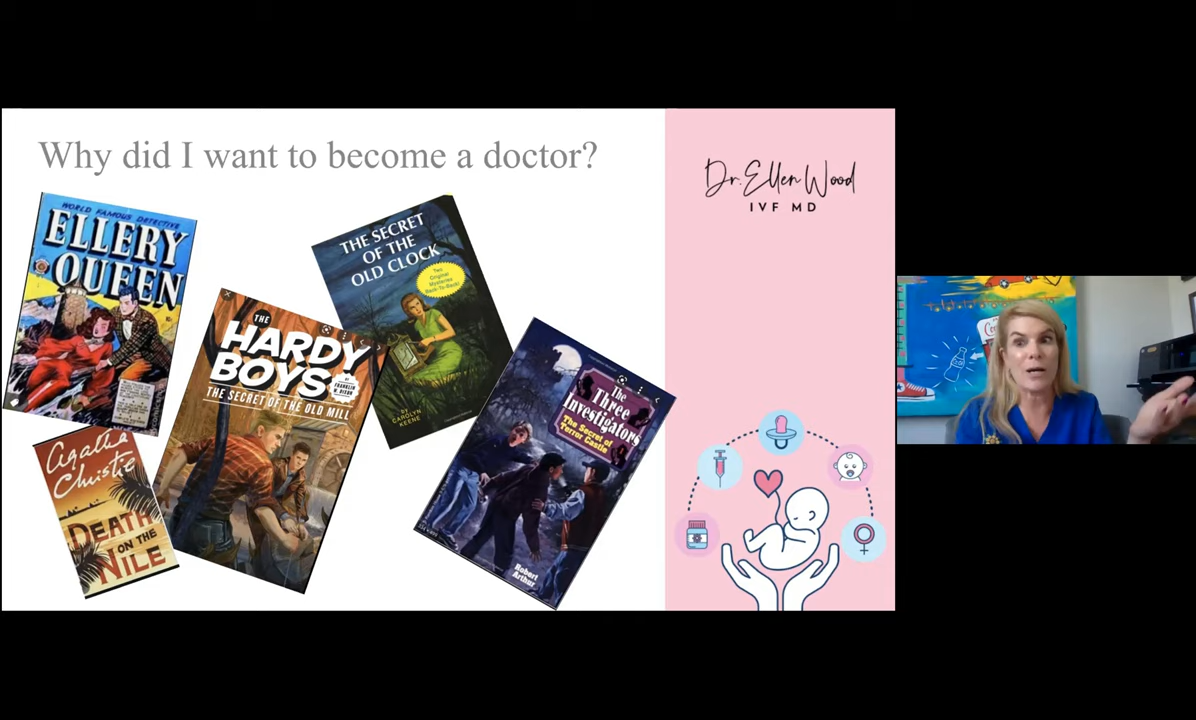 Why did I want to become a doctor?
WORLD FAMOUS DETECTIVE
ELLERY
QUEEN
THE
HARDY
BOYS
BY
FRANKLIN
W. DIXON
THE SECRET OF THE OLD MILL
THE SECRET
OF THE
OLD CLOCK
Two
Original
Mysteries
Back-To-Back!
BY
CAROLYN
KEENE
Agatha
Christie
DEATH
ON THE
NILE
The
Three
Investigators
The Secret of
Terror Castle
Robert
Arthur
Dr. Ellen Wood
IVF MD